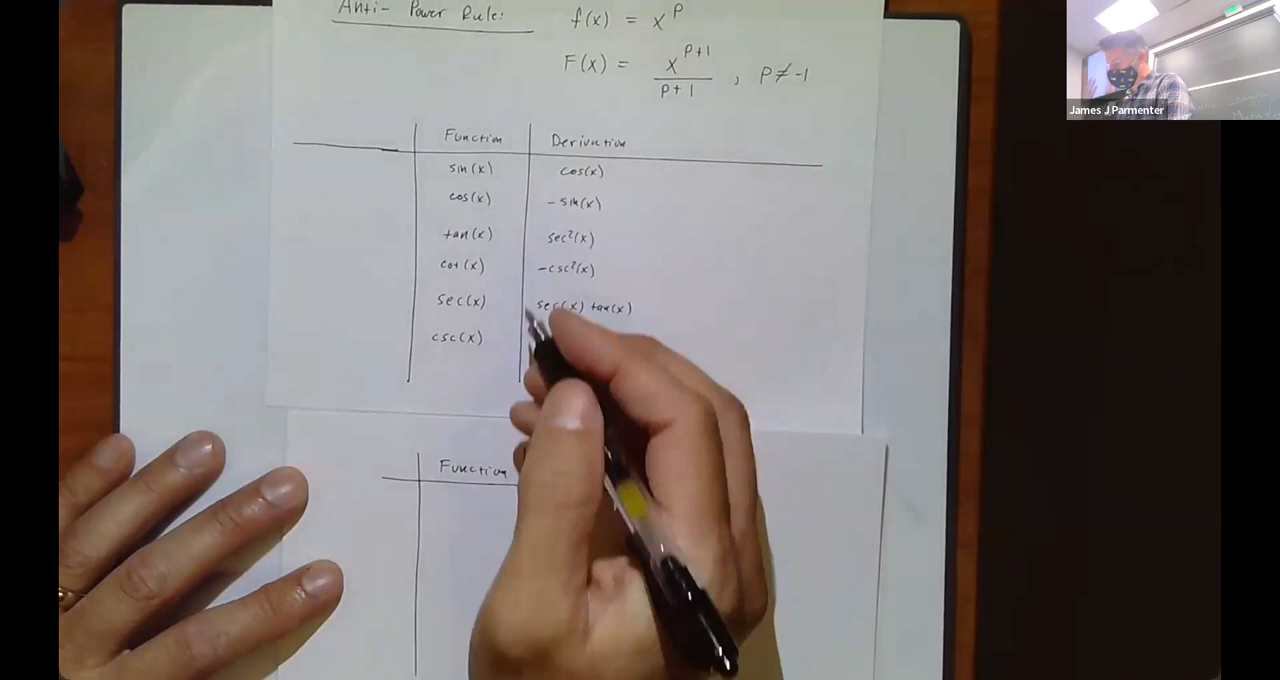 Anti-Power Rule:
f(x) = x^p
F(x) = x^(p+1) / (p+1) , p ≠ -1
Function Derivation
sin(x) cos(x)
cos(x) -sin(x)
tan(x) sec²(x)
cot(x) -csc²(x)
sec(x) sec(x) tan(x)
csc(x)
Function
James J Parmenter